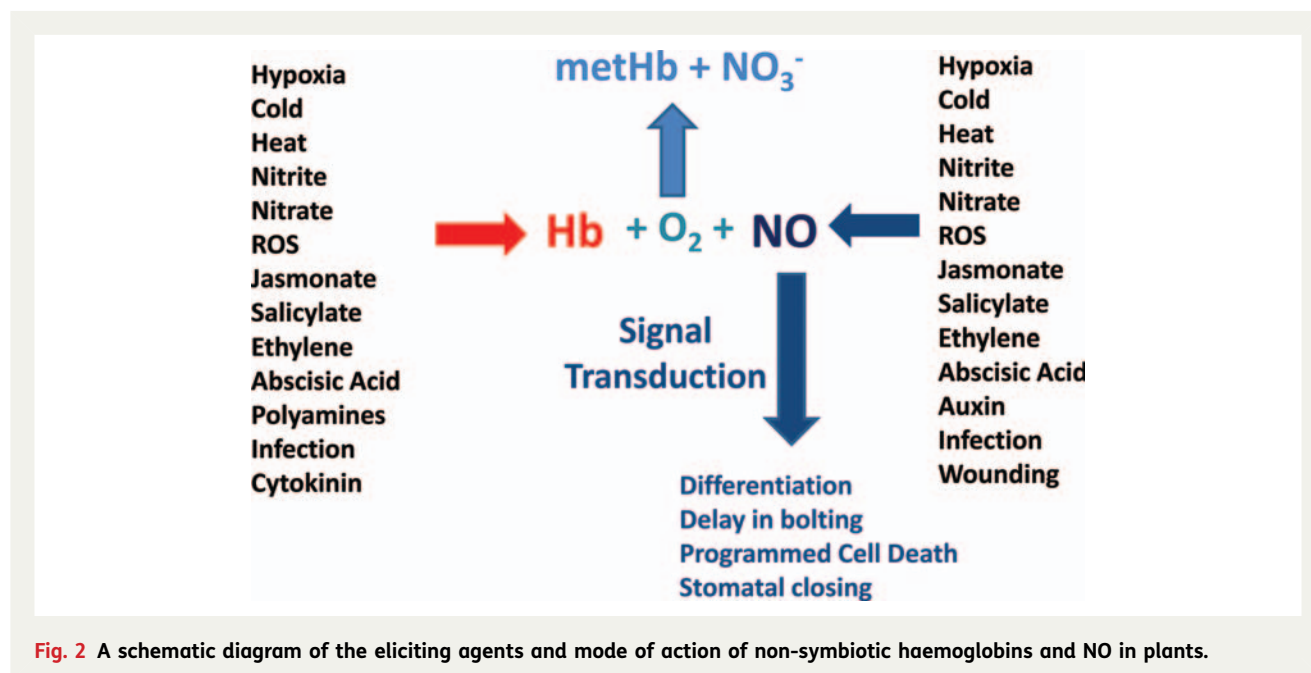 Hypoxia
Cold
Heat
Nitrite
Nitrate
ROS
Jasmonate
Salicylate
Ethylene
Abscisic Acid
Polyamines
Infection
Cytokinin
metHb + NO₃⁻
Hb + O₂ + NO
Signal
Transduction
Differentiation
Delay in bolting
Programmed Cell Death
Stomatal closing
Hypoxia
Cold
Heat
Nitrite
Nitrate
ROS
Jasmonate
Salicylate
Ethylene
Abscisic Acid
Auxin
Infection
Wounding
Fig. 2 A schematic diagram of the eliciting agents and mode of action of non-symbiotic haemoglobins and NO in plants.